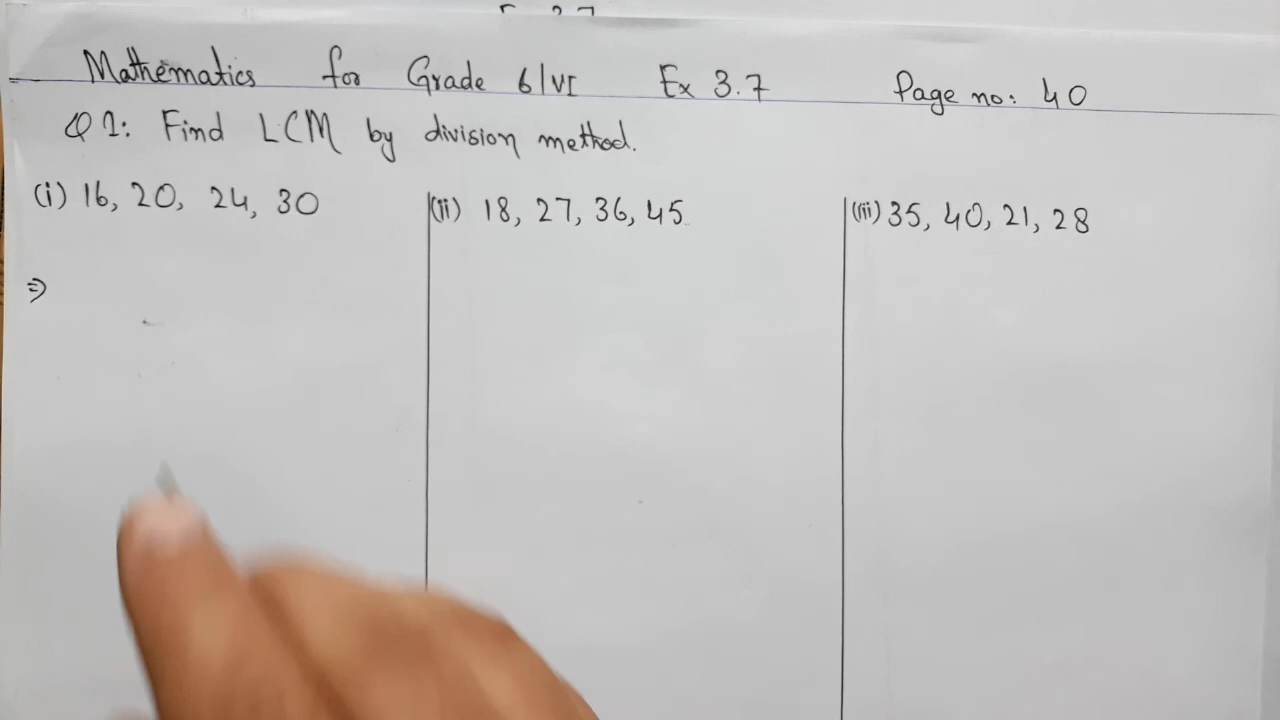 Mathematics for Grade 6/VI Ex 3.7 Page no: 40
Q 1: Find LCM by division method.
(i) 16, 20, 24, 30
(ii) 18, 27, 36, 45
(iii) 35, 40, 21, 28
⇒